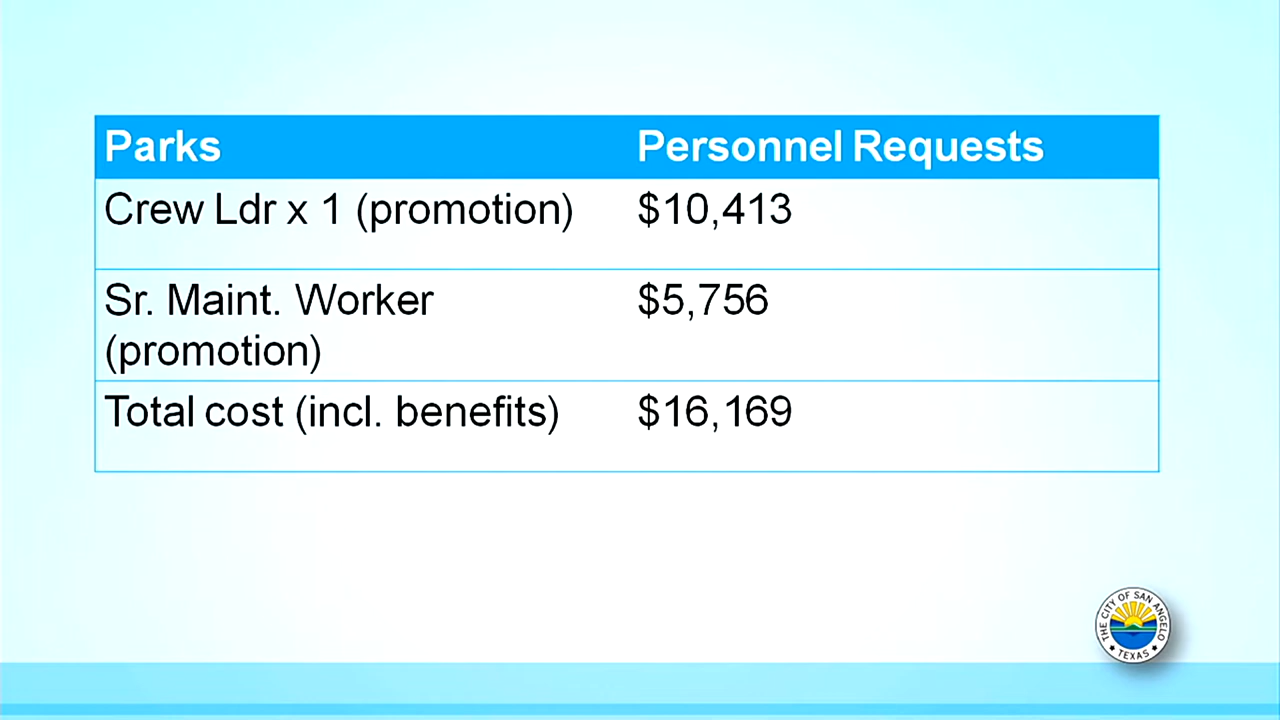 Parks Personnel Requests
Crew Ldr x 1 (promotion) $10,413
Sr. Maint. Worker $5,756
(promotion)
Total cost (incl. benefits) $16,169
THE CITY OF SAN ANGELO
TEXAS